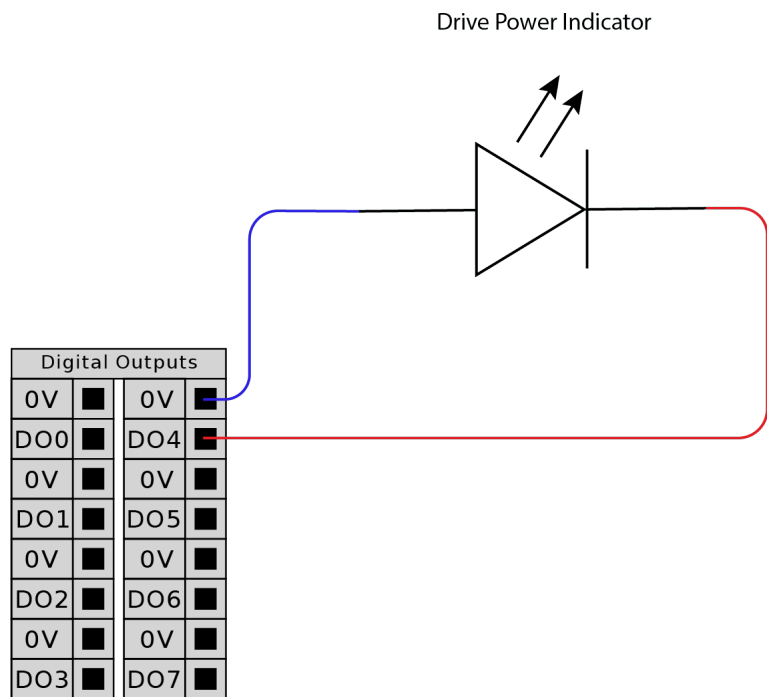 Drive Power Indicator
Digital Outputs
0V 0V
DO0 DO4
0V 0V
DO1 DO5
0V 0V
DO2 DO6
0V 0V
DO3 DO7